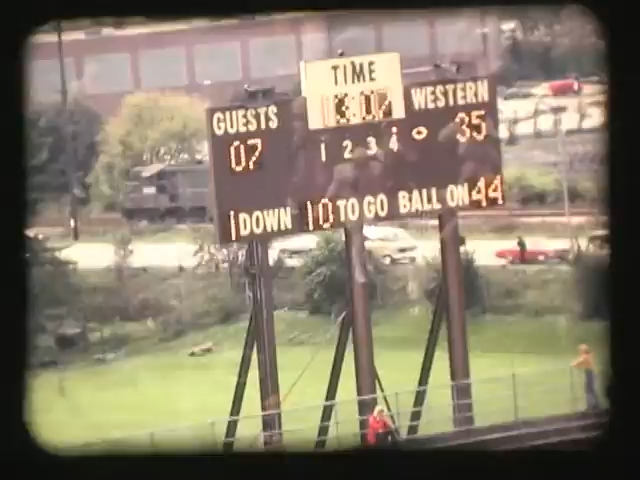 TIME
13:07
GUESTS
WESTERN
07
35
1 2 3 4
1 DOWN 10 TO GO BALL ON 44